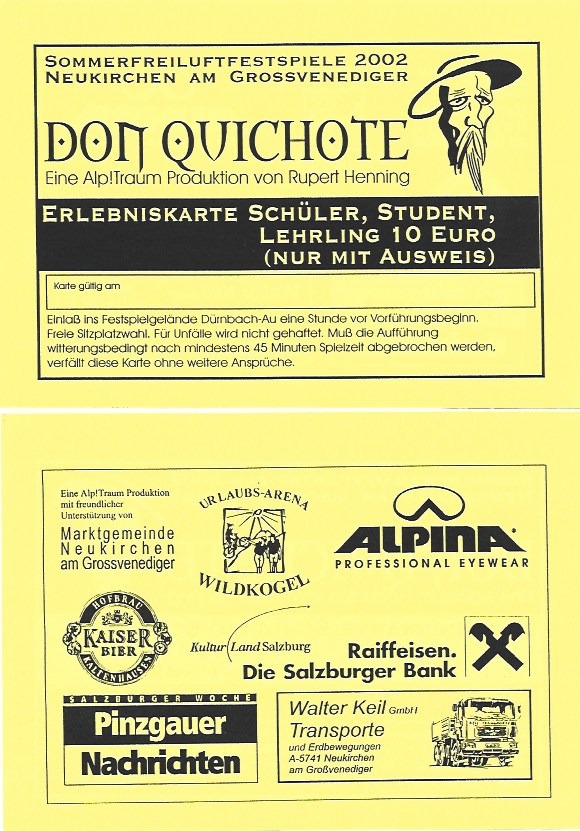 SOMMERFREILUFTFESTSPIELE 2002
NEUKIRCHEN AM GROSSVENEDIGER
DON QUICHOTE
Eine Alp!Traum Produktion von Rupert Henning
ERLEBNISKARTE SCHÜLER, STUDENT,
LEHRLING 10 EURO
(NUR MIT AUSWEIS)
Karte gültig am
Einlaß ins Festspielgelände Dürnbach-Au eine Stunde vor Vorführungsbeginn.
Freie Sitzplatzwahl. Für Unfälle wird nicht gehaftet. Muß die Aufführung
witterungsbedingt nach mindestens 45 Minuten Spielzeit abgebrochen werden,
verfällt diese Karte ohne weitere Ansprüche.
Eine Alp!Traum Produktion
mit freundlicher
Unterstützung von
Marktgemeinde
Neukirchen
am Grossvenediger
URLAUBS-ARENA
WILDKOGEL
ALPINA
PROFESSIONAL EYEWEAR
HOFBRÄU
KAISER
BIER
KALTENHAUSEN
Kultur Land Salzburg
Raiffeisen.
Die Salzburger Bank
SALZBURGER WOCHE
Pinzgauer
Nachrichten
Walter Keil GmbH
Transporte
und Erdbewegungen
A-5741 Neukirchen
am Großvenediger